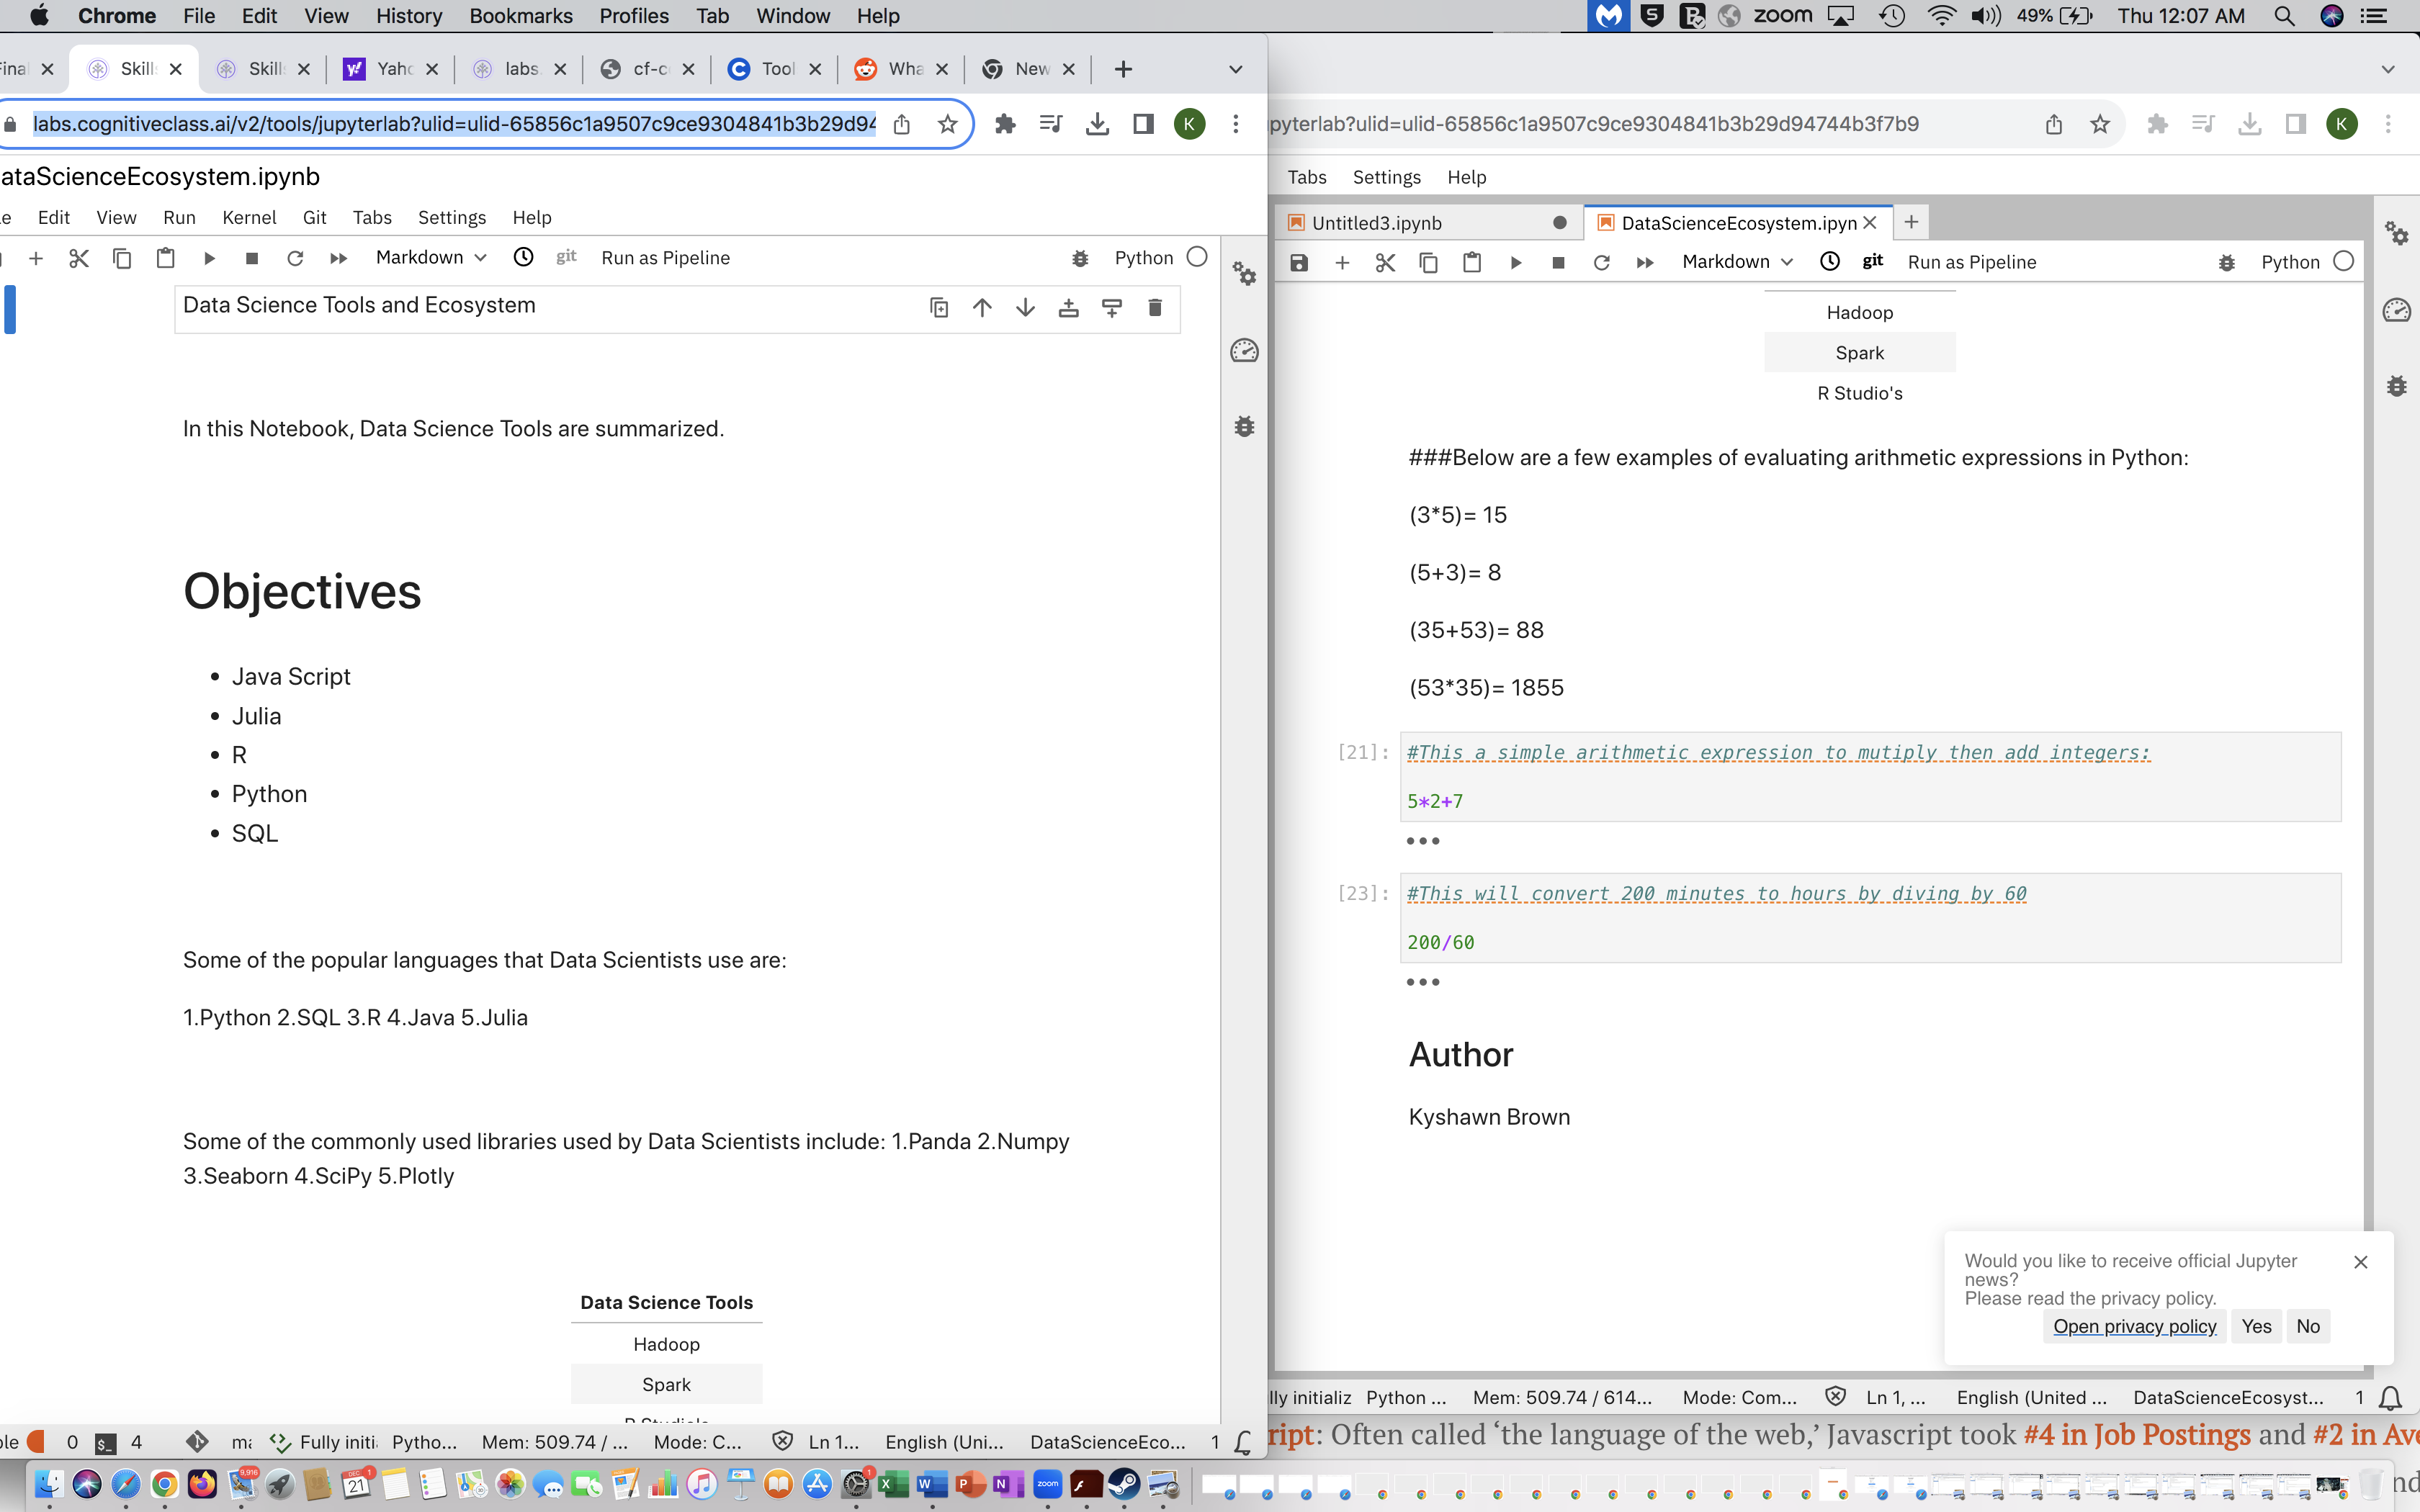 Chrome File Edit View History Bookmarks Profiles Tab Window Help
zoom 49% Thu 12:07 AM
Final Skill Skill Yaho labs. cf-c Tool Wha New
labs.cognitiveclass.ai/v2/tools/jupyterlab?ulid=ulid-65856c1a9507c9ce9304841b3b29d94 K
ataScienceEcosystem.ipynb
Edit View Run Kernel Git Tabs Settings Help
Markdown git Run as Pipeline Python
Data Science Tools and Ecosystem
In this Notebook, Data Science Tools are summarized.
Objectives
• Java Script
• Julia
• R
• Python
• SQL
Some of the popular languages that Data Scientists use are:
1.Python 2.SQL 3.R 4.Java 5.Julia
Some of the commonly used libraries used by Data Scientists include: 1.Panda 2.Numpy
3.Seaborn 4.SciPy 5.Plotly
Data Science Tools
Hadoop
Spark
R Studio's
ple 0 $_ 4 Fully initi Pytho... Mem: 509.74 / ... Mode: C... Ln 1... English (Uni... DataScienceEco... 1
pyterlab?ulid=ulid-65856c1a9507c9ce9304841b3b29d94744b3f7b9 K
Tabs Settings Help
Untitled3.ipynb DataScienceEcosystem.ipyn
Markdown git Run as Pipeline Python
Hadoop
Spark
R Studio's
###Below are a few examples of evaluating arithmetic expressions in Python:
(3*5)= 15
(5+3)= 8
(35+53)= 88
(53*35)= 1855
[21]: #This a simple arithmetic expression to mutiply then add integers:
5*2+7
[23]: #This will convert 200 minutes to hours by diving by 60
200/60
Author
Kyshawn Brown
Would you like to receive official Jupyter
news?
Please read the privacy policy.
Open privacy policy Yes No
lly initializ Python ... Mem: 509.74 / 614... Mode: Com... Ln 1, ... English (United ... DataScienceEcosyst... 1
ript: Often called ‘the language of the web,’ Javascript took #4 in Job Postings and #2 in Ave
9,916 DEC 21 1 1 zoom